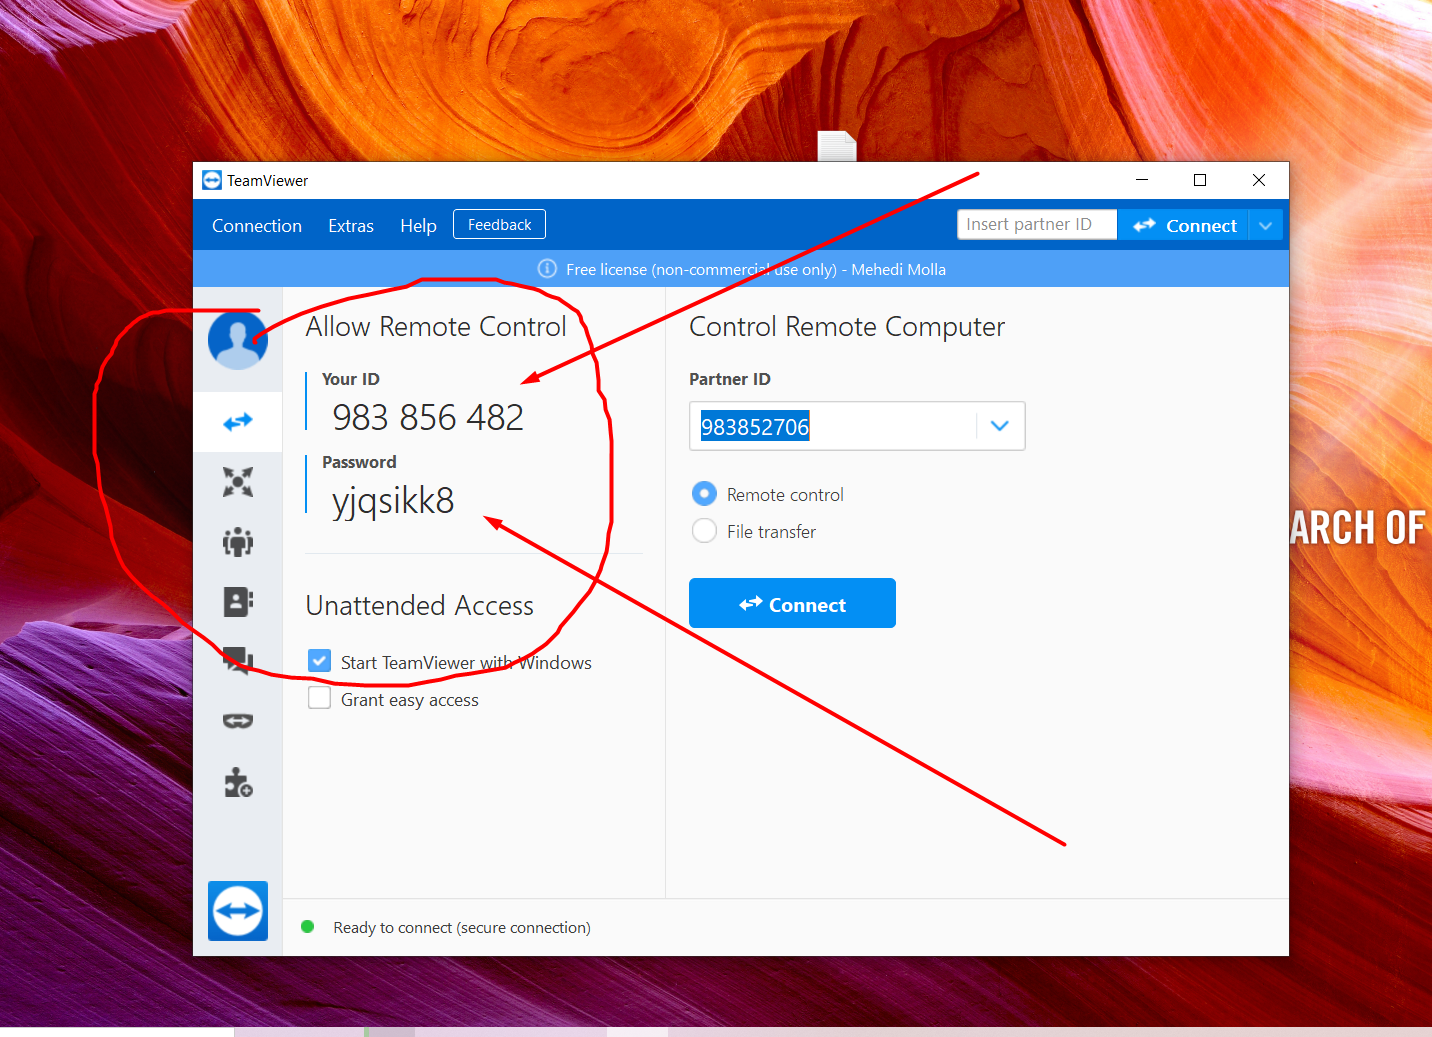 TeamViewer
Connection Extras Help Feedback Insert partner ID Connect
Free license (non-commercial use only) - Mehedi Molla
Allow Remote Control
Your ID
983 856 482
Password
yjqsikk8
Unattended Access
Start TeamViewer with Windows
Grant easy access
Control Remote Computer
Partner ID
983852706
Remote control
File transfer
Connect
Ready to connect (secure connection)
ARCH OF